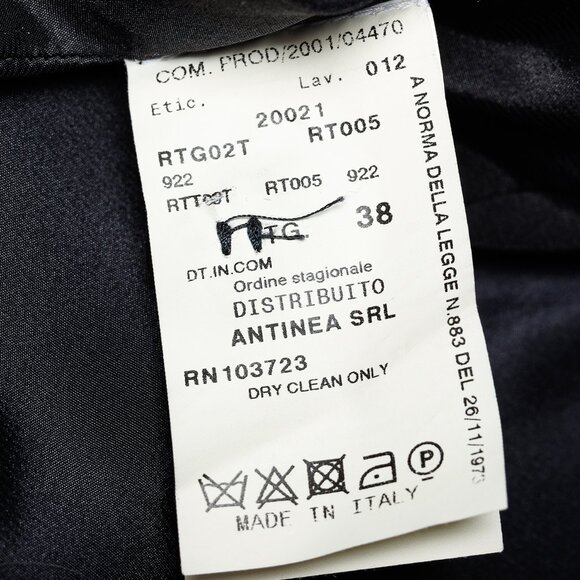 COM. PROD/2001/04470
Etic. Lav. 012
20021
RTG02T RT005
922
RTT09T RT005 922
TG. 38
DT.IN.COM
Ordine stagionale
DISTRIBUITO
ANTINEA SRL
RN103723
DRY CLEAN ONLY
P
MADE IN ITALY
A NORMA DELLA LEGGE N.883 DEL 26/11/1973